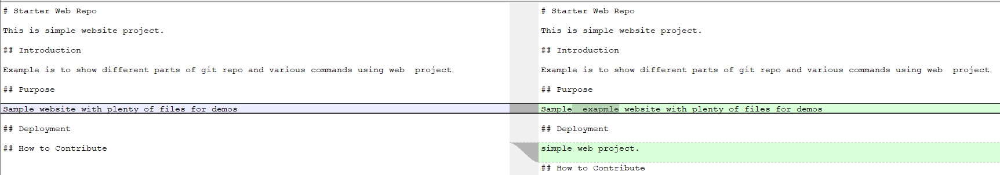 # Starter Web Repo
This is simple website project.
## Introduction
Example is to show different parts of git repo and various commands using web  project
## Purpose
Sample website with plenty of files for demos
## Deployment
## How to Contribute
# Starter Web Repo
This is simple website project.
## Introduction
Example is to show different parts of git repo and various commands using web  project
## Purpose
Sample  exapmle website with plenty of files for demos
## Deployment
simple web project.
## How to Contribute